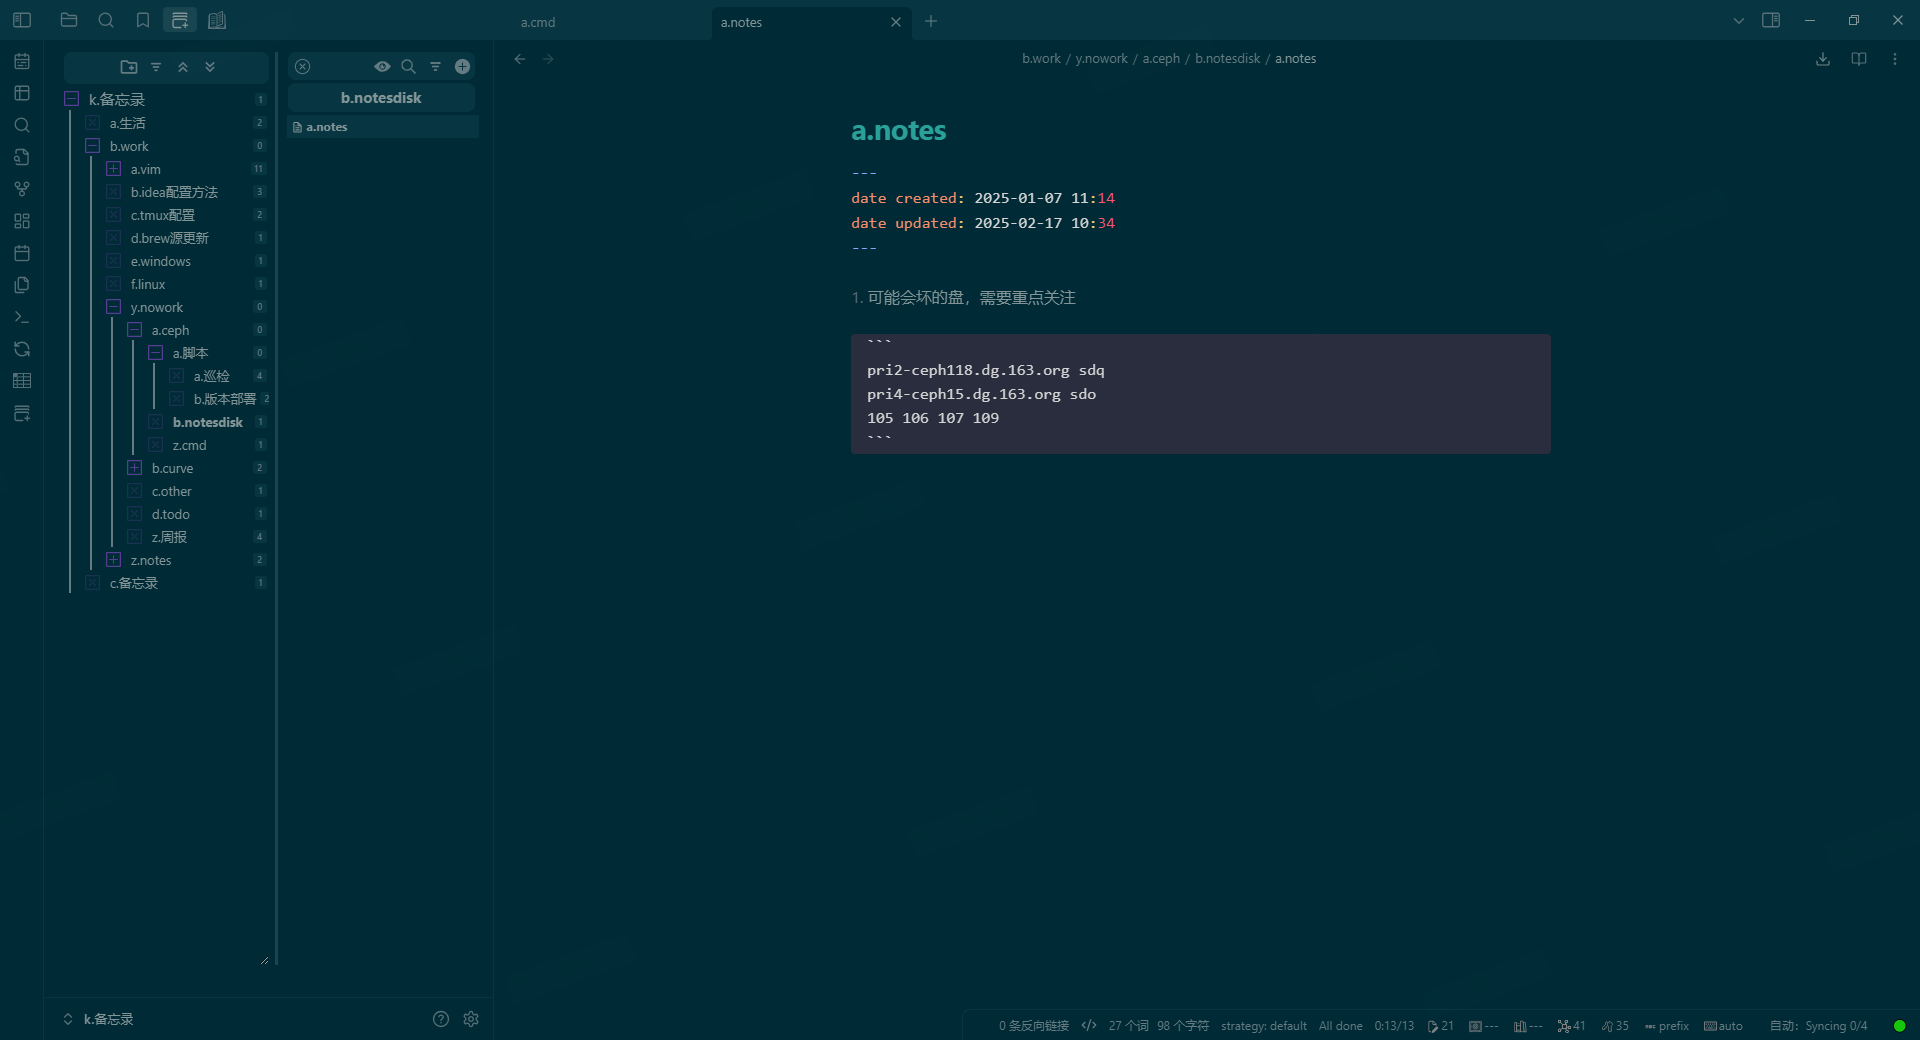 a.cmd
a.notes
b.work / y.nowork / a.ceph / b.notesdisk / a.notes
k.备忘录 1
a.生活 2
b.work 0
a.vim 11
b.idea配置方法 3
c.tmux配置 2
d.brew源更新 1
e.windows 1
f.linux 1
y.nowork 0
a.ceph 0
a.脚本 0
a.巡检 4
b.版本部署 2
b.notesdisk 1
z.cmd 1
b.curve 2
c.other 1
d.todo 1
z.周报 4
z.notes 2
c.备忘录 1
k.备忘录
b.notesdisk
a.notes
a.notes
---
date created: 2025-01-07 11:14
date updated: 2025-02-17 10:34
---
1. 可能会坏的盘，需要重点关注
```
pri2-ceph118.dg.163.org sdq
pri4-ceph15.dg.163.org sdo
105 106 107 109
```
0 条反向链接 </> 27 个词 98 个字符 strategy: default All done 0:13/13 21 --- --- 41 35 prefix auto 自动：Syncing 0/4